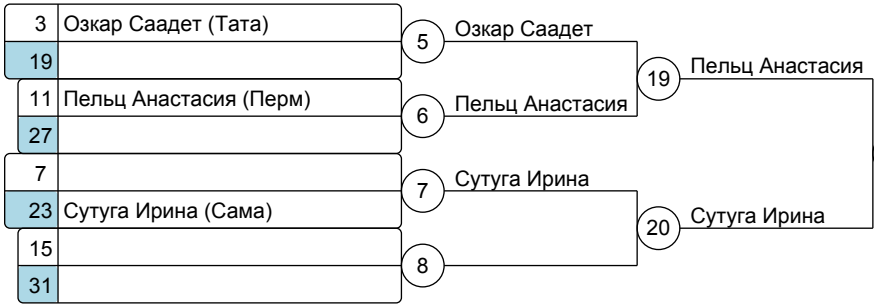 3 Озкар Саадет (Тата)
5 Озкар Саадет
19
19 Пельц Анастасия
11 Пельц Анастасия (Перм)
6 Пельц Анастасия
27
7
7 Сутуга Ирина
23 Сутуга Ирина (Сама)
20 Сутуга Ирина
15
8
31